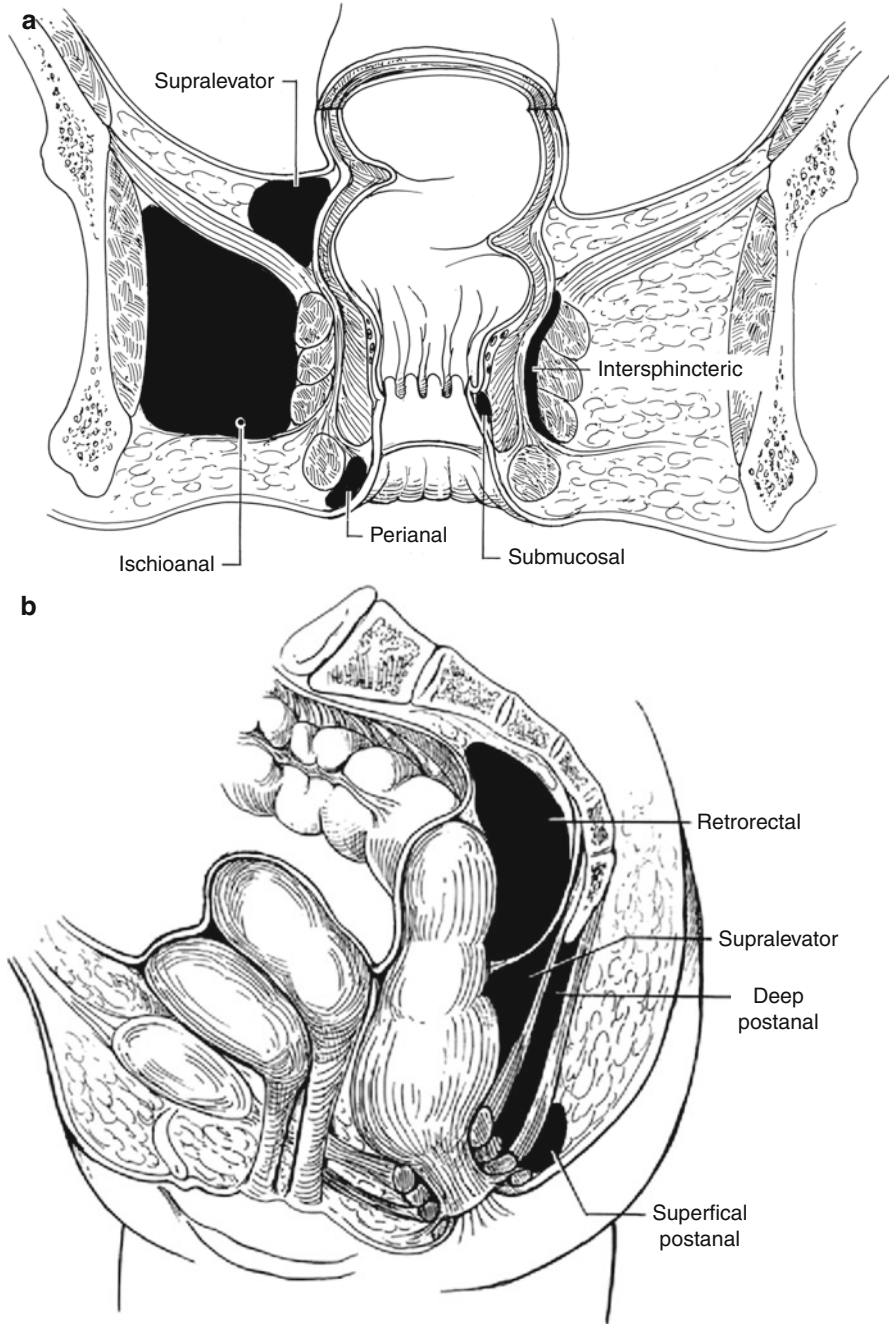 a
Supralevator
Intersphincteric
Perianal
Ischioanal
Submucosal
b
Retrorectal
Supralevator
Deep
postanal
Superfical
postanal